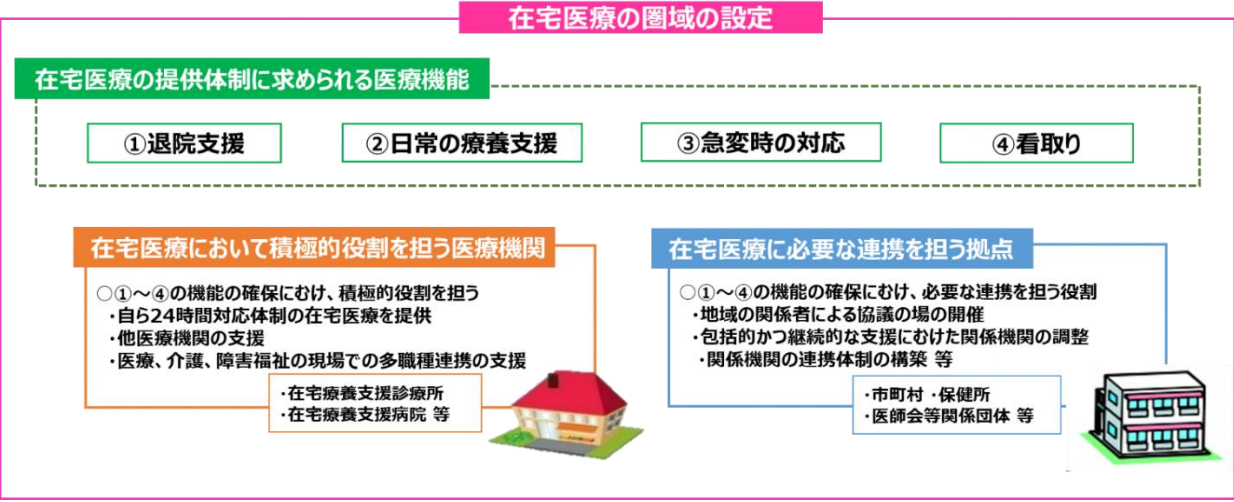 在宅医療の圏域の設定
在宅医療の提供体制に求められる医療機能
①退院支援
②日常の療養支援
③急変時の対応
④看取り
在宅医療において積極的役割を担う医療機関
○①～④の機能の確保にむけ、積極的役割を担う
・自ら24時間対応体制の在宅医療を提供
・他医療機関の支援
・医療、介護、障害福祉の現場での多職種連携の支援
・在宅療養支援診療所
・在宅療養支援病院 等
在宅医療に必要な連携を担う拠点
○①～④の機能の確保にむけ、必要な連携を担う役割
・地域の関係者による協議の場の開催
・包括的かつ継続的な支援にむけた関係機関の調整
・関係機関の連携体制の構築 等
・市町村 ・保健所
・医師会等関係団体 等